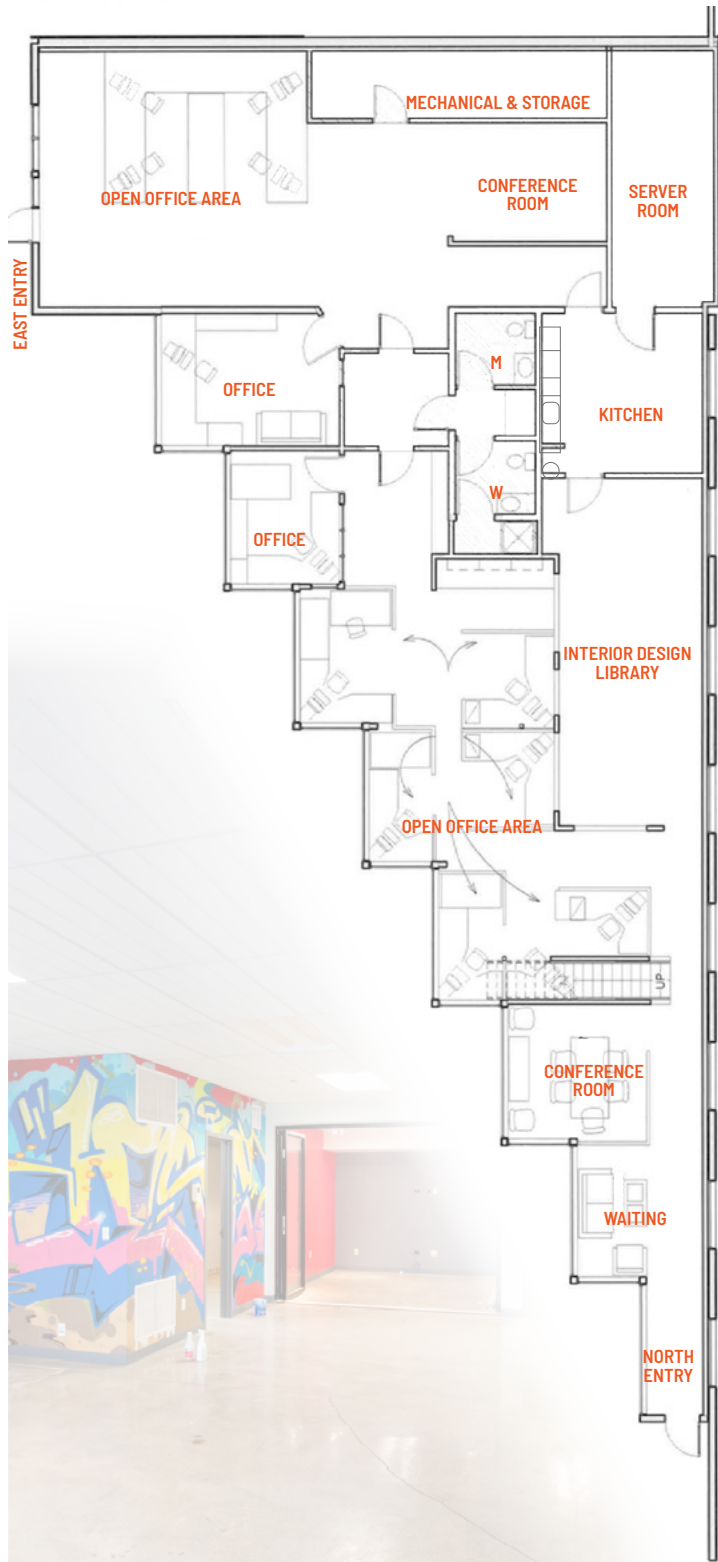 MECHANICAL & STORAGE
CONFERENCE
ROOM
SERVER
ROOM
OPEN OFFICE AREA
EAST ENTRY
M
OFFICE
KITCHEN
W
OFFICE
INTERIOR DESIGN
LIBRARY
OPEN OFFICE AREA
UP
CONFERENCE
ROOM
WAITING
NORTH
ENTRY